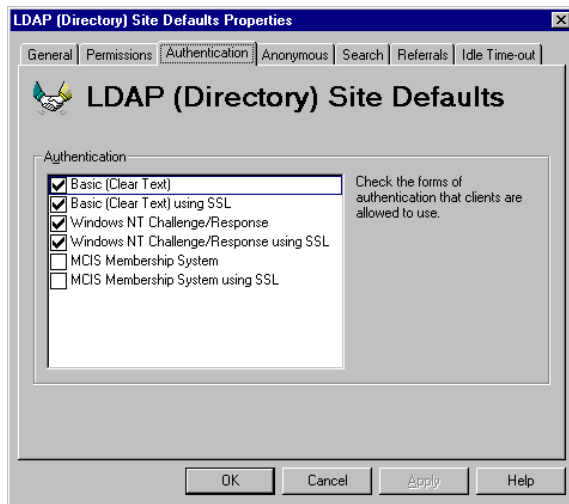 LDAP (Directory) Site Defaults Properties
General Permissions Authentication Anonymous Search Referrals Idle Time-out
LDAP (Directory) Site Defaults
Authentication
Basic (Clear Text)
Basic (Clear Text) using SSL
Windows NT Challenge/Response
Windows NT Challenge/Response using SSL
MCIS Membership System
MCIS Membership System using SSL
Check the forms of
authentication that clients are
allowed to use.
OK Cancel Apply Help